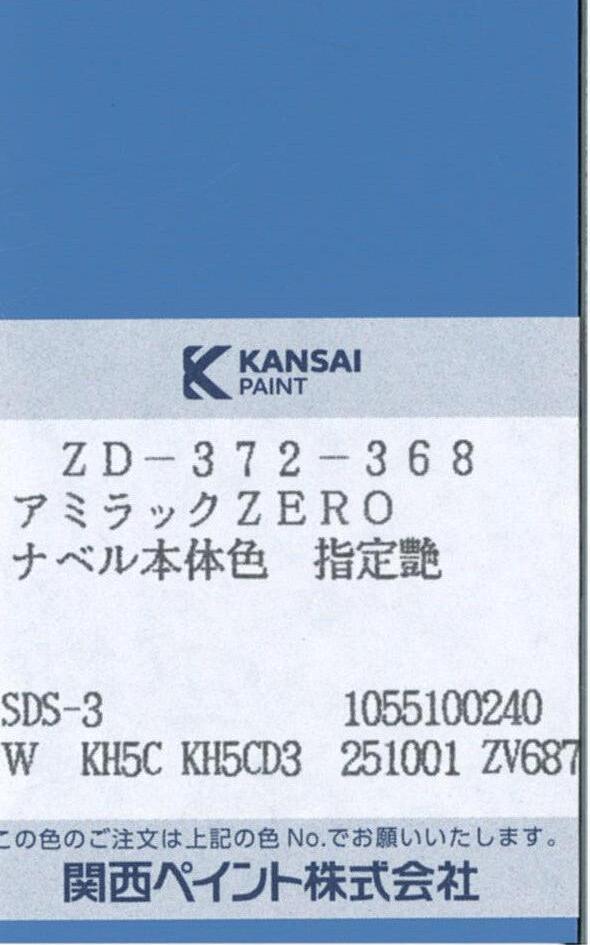 KANSAI
PAINT
ZD-372-368
アミラックZERO
ナベル本体色 指定艶
SDS-3 1055100240
W KH5C KH5CD3 251001 ZV687
この色のご注文は上記の色 No.でお願いいたします。
関西ペイント株式会社